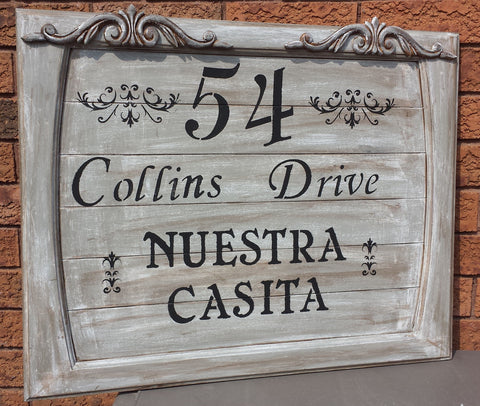 54
Collins Drive
NUESTRA
CASITA